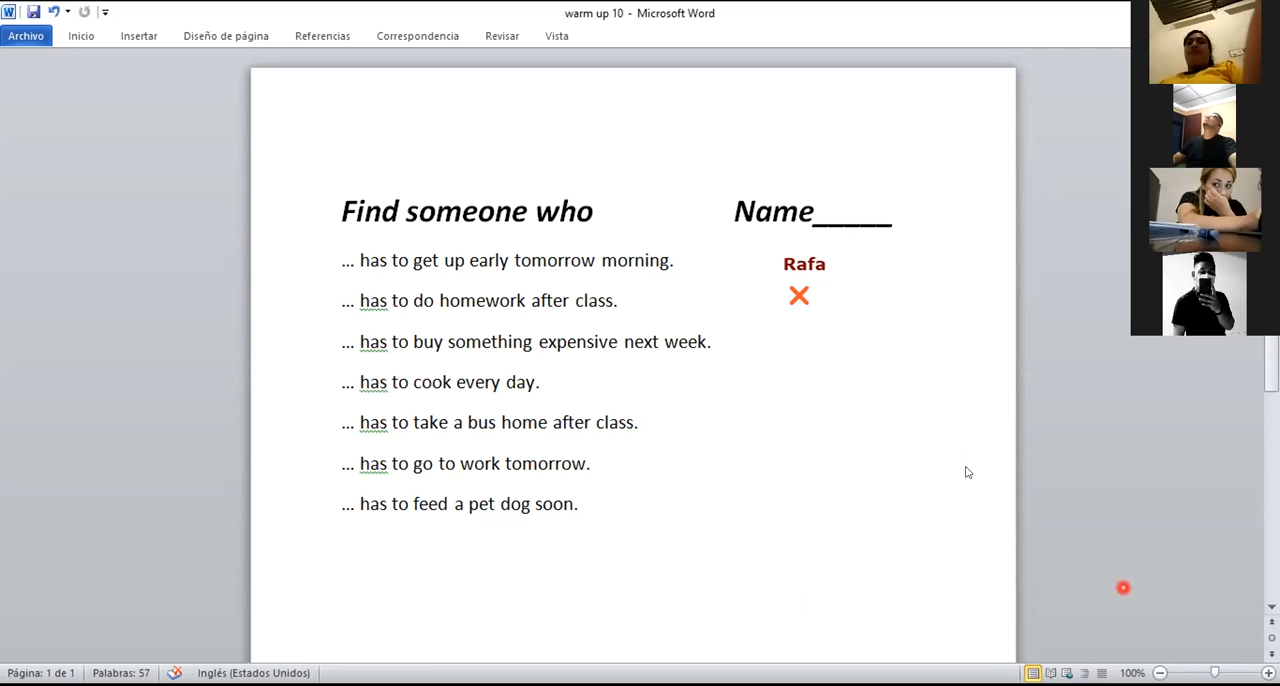 warm up 10 - Microsoft Word
Archivo Inicio Insertar Diseño de página Referencias Correspondencia Revisar Vista
Find someone who Name_____
... has to get up early tomorrow morning. Rafa
... has to do homework after class.
... has to buy something expensive next week.
... has to cook every day.
... has to take a bus home after class.
... has to go to work tomorrow.
... has to feed a pet dog soon.
Página: 1 de 1 Palabras: 57 Inglés (Estados Unidos) 100%